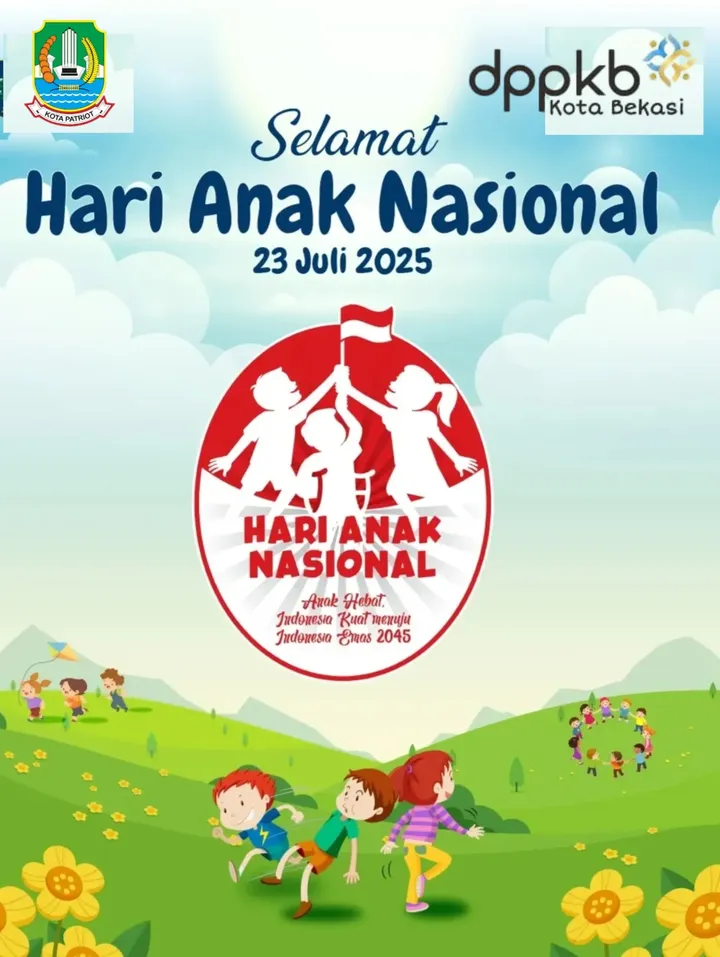 KOTA PATRIOT
dppkb
Kota Bekasi
Selamat
Hari Anak Nasional
23 Juli 2025
HARI ANAK
NASIONAL
Anak Hebat,
Indonesia Kuat menuju
Indonesia Emas 2045